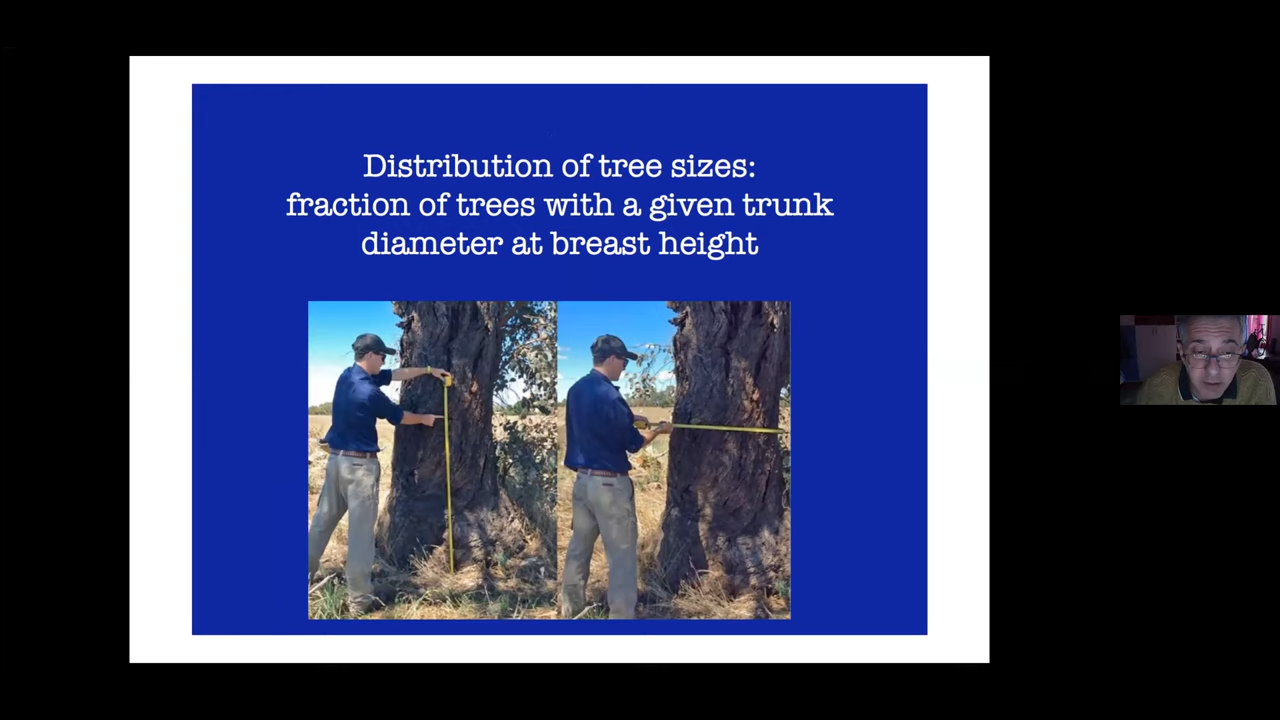 Distribution of tree sizes:
fraction of trees with a given trunk
diameter at breast height